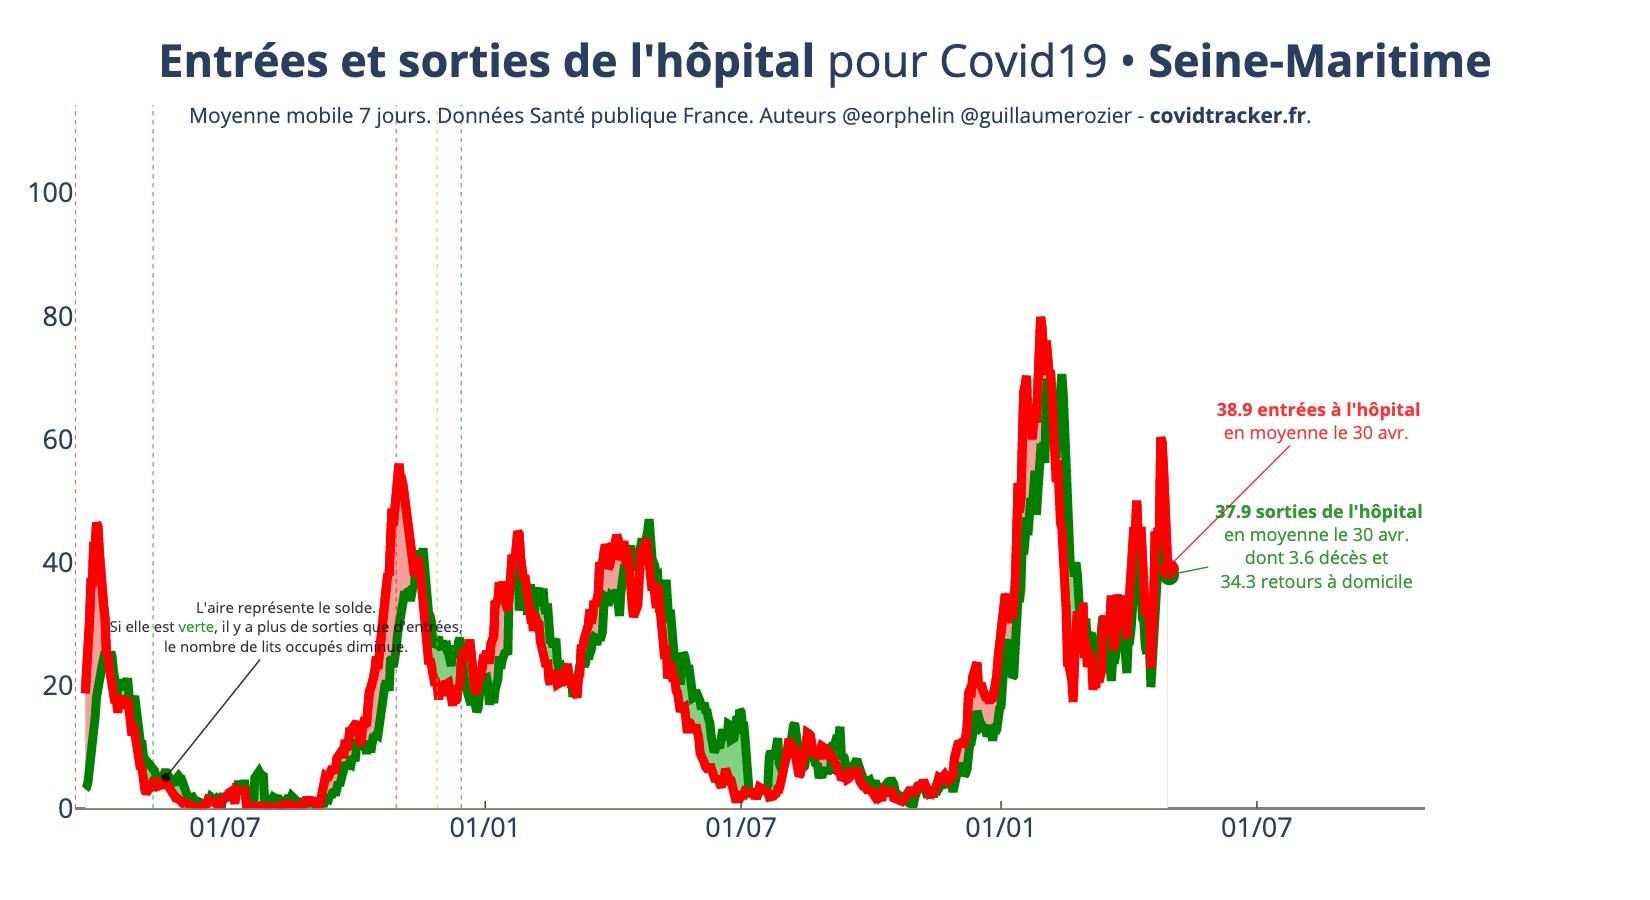 Entrées et sorties de l'hôpital pour Covid19 • Seine-Maritime
Moyenne mobile 7 jours. Données Santé publique France. Auteurs @eorphelin @guillaumerozier - covidtracker.fr.
100
80
60
40
20
0
38.9 entrées à l'hôpital
en moyenne le 30 avr.
37.9 sorties de l'hôpital
en moyenne le 30 avr.
dont 3.6 décès et
34.3 retours à domicile
L'aire représente le solde.
Si elle est verte, il y a plus de sorties que d'entrées,
le nombre de lits occupés diminue.
01/07
01/01
01/07
01/01
01/07